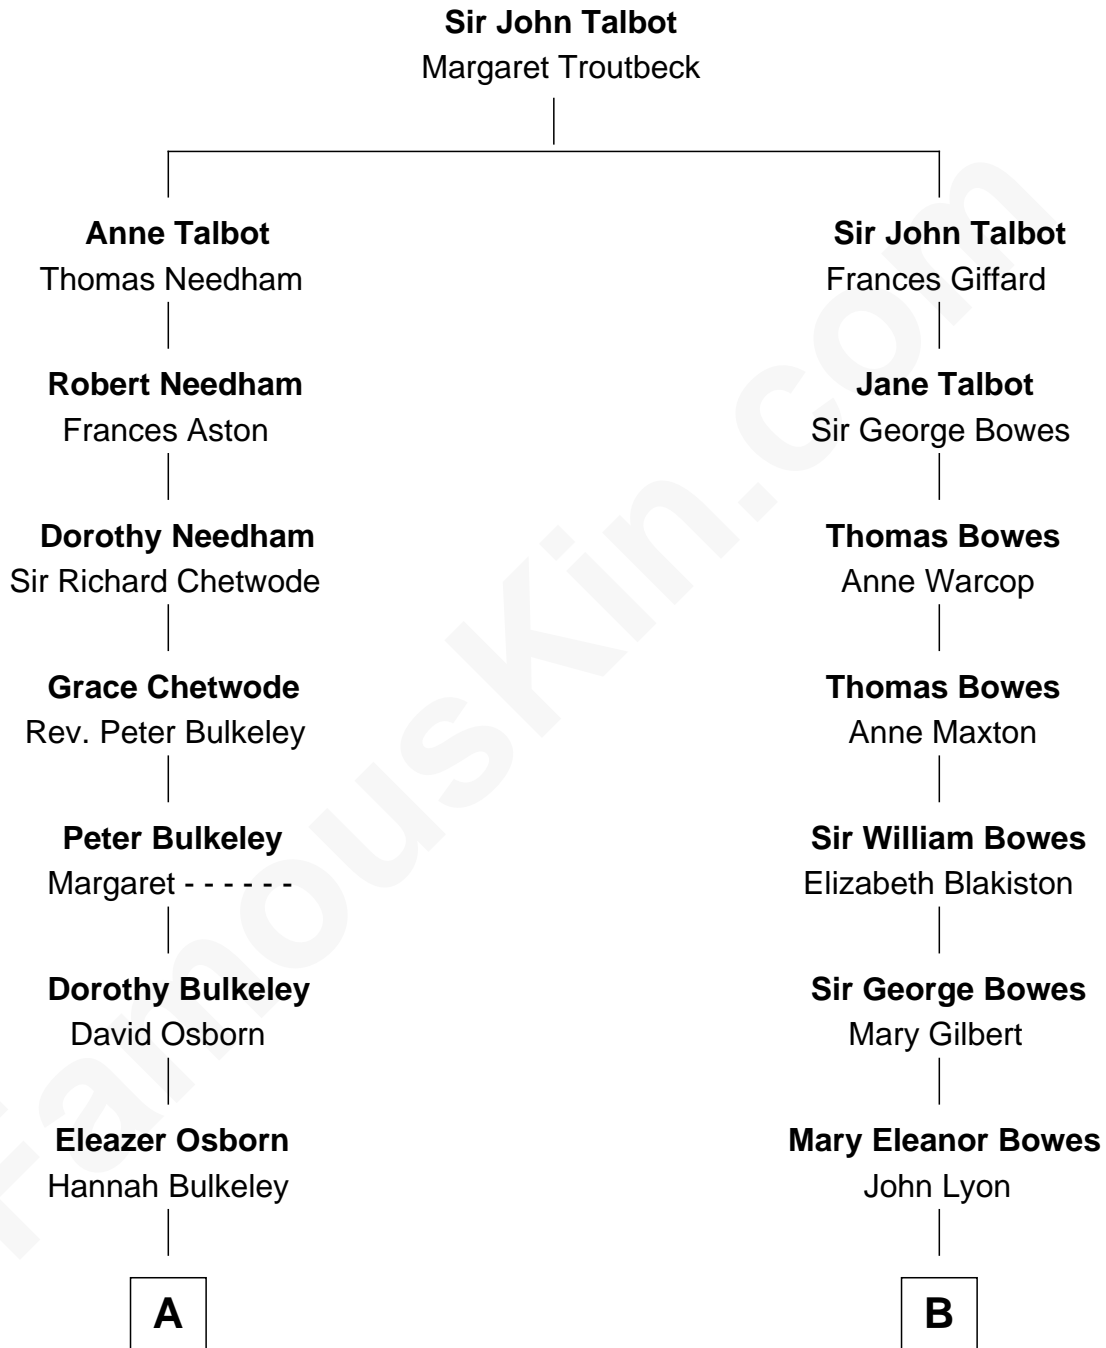 Sir John Talbot
Margaret Troutbeck
Anne Talbot
Thomas Needham
Sir John Talbot
Frances Giffard
Robert Needham
Frances Aston
Jane Talbot
Sir George Bowes
Dorothy Needham
Sir Richard Chetwode
Thomas Bowes
Anne Warcop
Grace Chetwode
Rev. Peter Bulkeley
Thomas Bowes
Anne Maxton
Peter Bulkeley
Margaret - - - - - -
Sir William Bowes
Elizabeth Blakiston
Dorothy Bulkeley
David Osborn
Sir George Bowes
Mary Gilbert
Eleazer Osborn
Hannah Bulkeley
Mary Eleanor Bowes
John Lyon
A
B
FamousKin.com